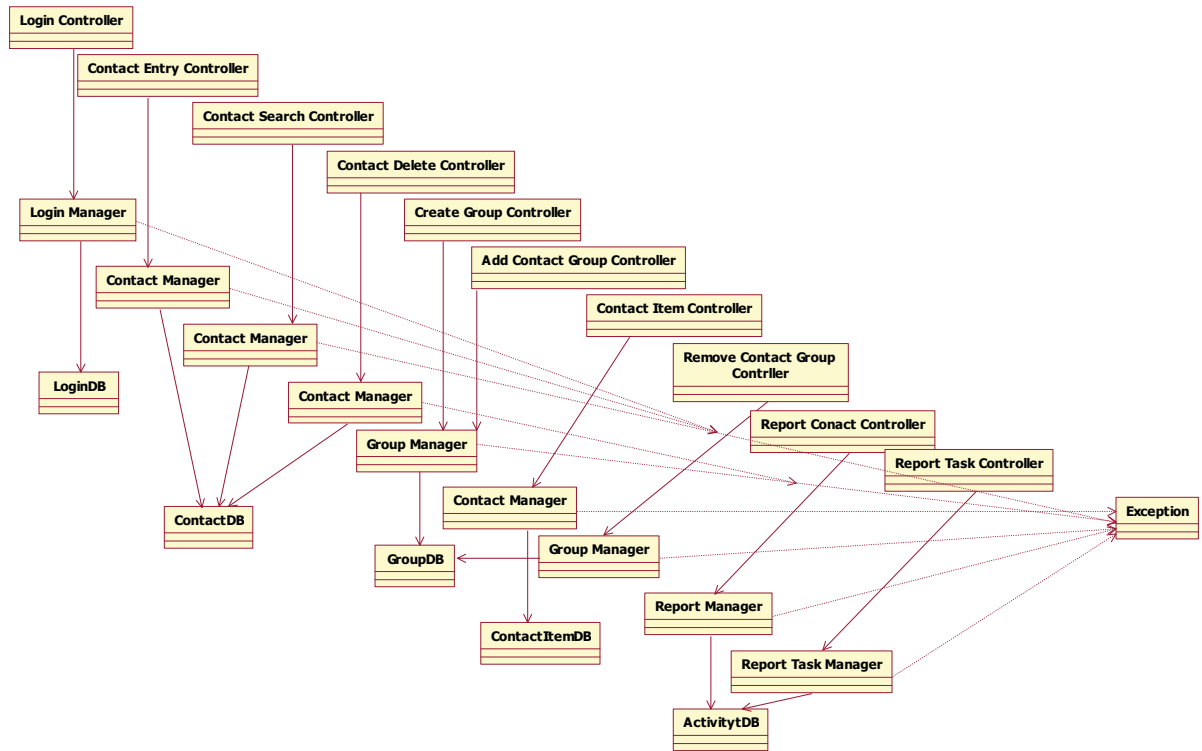 Login Controller
Contact Entry Controller
Contact Search Controller
Contact Delete Controller
Login Manager
Create Group Controller
Add Contact Group Controller
Contact Manager
Contact Item Controller
Contact Manager
Remove Contact Group
Contrller
LoginDB
Contact Manager
Report Conact Controller
Group Manager
Report Task Controller
Contact Manager
Exception
ContactDB
Group Manager
GroupDB
Report Manager
ContactItemDB
Report Task Manager
ActivitytDB